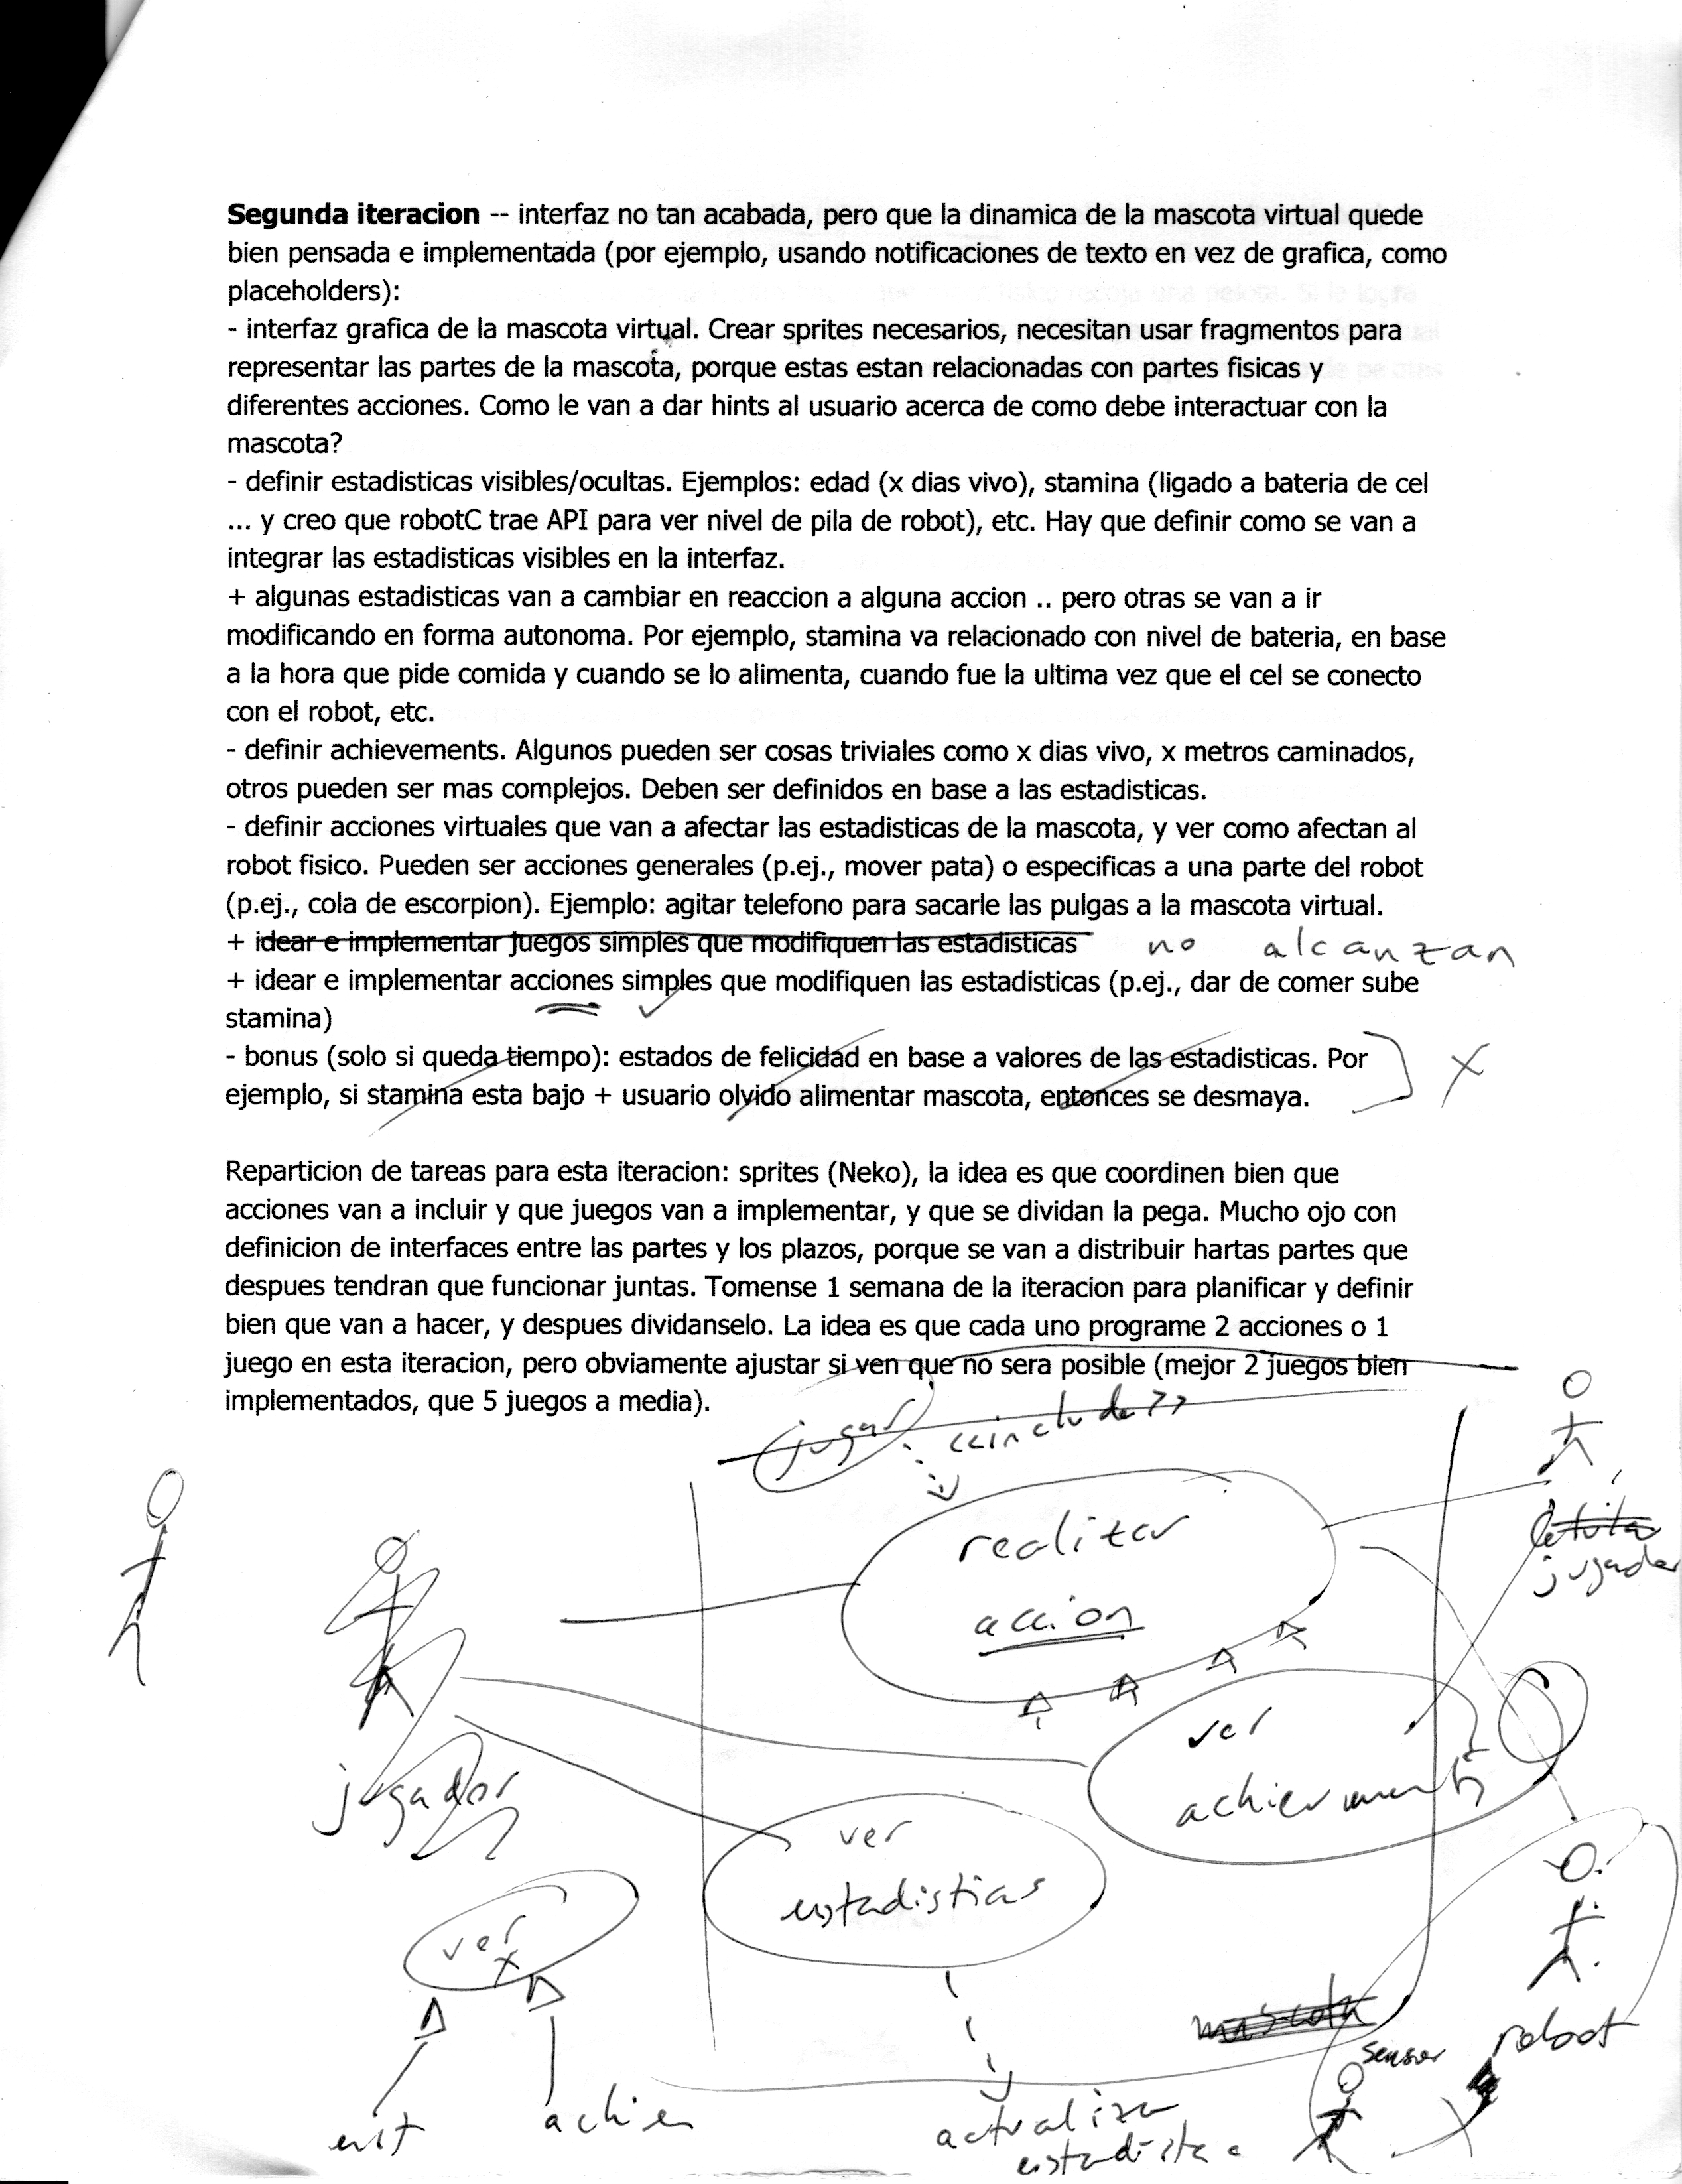 Segunda iteracion -- interfaz no tan acabada, pero que la dinamica de la mascota virtual quede
bien pensada e implementada (por ejemplo, usando notificaciones de texto en vez de grafica, como
placeholders):
- interfaz grafica de la mascota virtual. Crear sprites necesarios, necesitan usar fragmentos para
representar las partes de la mascota, porque estas estan relacionadas con partes fisicas y
diferentes acciones. Como le van a dar hints al usuario acerca de como debe interactuar con la
mascota?
- definir estadisticas visibles/ocultas. Ejemplos: edad (x dias vivo), stamina (ligado a bateria de cel
... y creo que robotC trae API para ver nivel de pila de robot), etc. Hay que definir como se van a
integrar las estadisticas visibles en la interfaz.
+ algunas estadisticas van a cambiar en reaccion a alguna accion .. pero otras se van a ir
modificando en forma autonoma. Por ejemplo, stamina va relacionado con nivel de bateria, en base
a la hora que pide comida y cuando se lo alimenta, cuando fue la ultima vez que el cel se conecto
con el robot, etc.
- definir achievements. Algunos pueden ser cosas triviales como x dias vivo, x metros caminados,
otros pueden ser mas complejos. Deben ser definidos en base a las estadisticas.
- definir acciones virtuales que van a afectar las estadisticas de la mascota, y ver como afectan al
robot fisico. Pueden ser acciones generales (p.ej., mover pata) o especificas a una parte del robot
(p.ej., cola de escorpion). Ejemplo: agitar telefono para sacarle las pulgas a la mascota virtual.
+ idear e implementar juegos simples que modifiquen las estadisticas no alcanzan
+ idear e implementar acciones simples que modifiquen las estadisticas (p.ej., dar de comer sube
stamina)
- bonus (solo si queda tiempo): estados de felicidad en base a valores de las estadisticas. Por
ejemplo, si stamina esta bajo + usuario olvido alimentar mascota, entonces se desmaya.
X
Reparticion de tareas para esta iteracion: sprites (Neko), la idea es que coordinen bien que
acciones van a incluir y que juegos van a implementar, y que se dividan la pega. Mucho ojo con
definicion de interfaces entre las partes y los plazos, porque se van a distribuir hartas partes que
despues tendran que funcionar juntas. Tomense 1 semana de la iteracion para planificar y definir
bien que van a hacer, y despues dividanselo. La idea es que cada uno programe 2 acciones o 1
juego en esta iteracion, pero obviamente ajustar si ven que no sera posible (mejor 2 juegos bien
implementados, que 5 juegos a media).
jugar <<include>>
realizar
accion
jugador
ver
achievements
jugador
ver
estadisticas
ver
x
mascota
robot
sensor
achiev
actualiza
estadistica